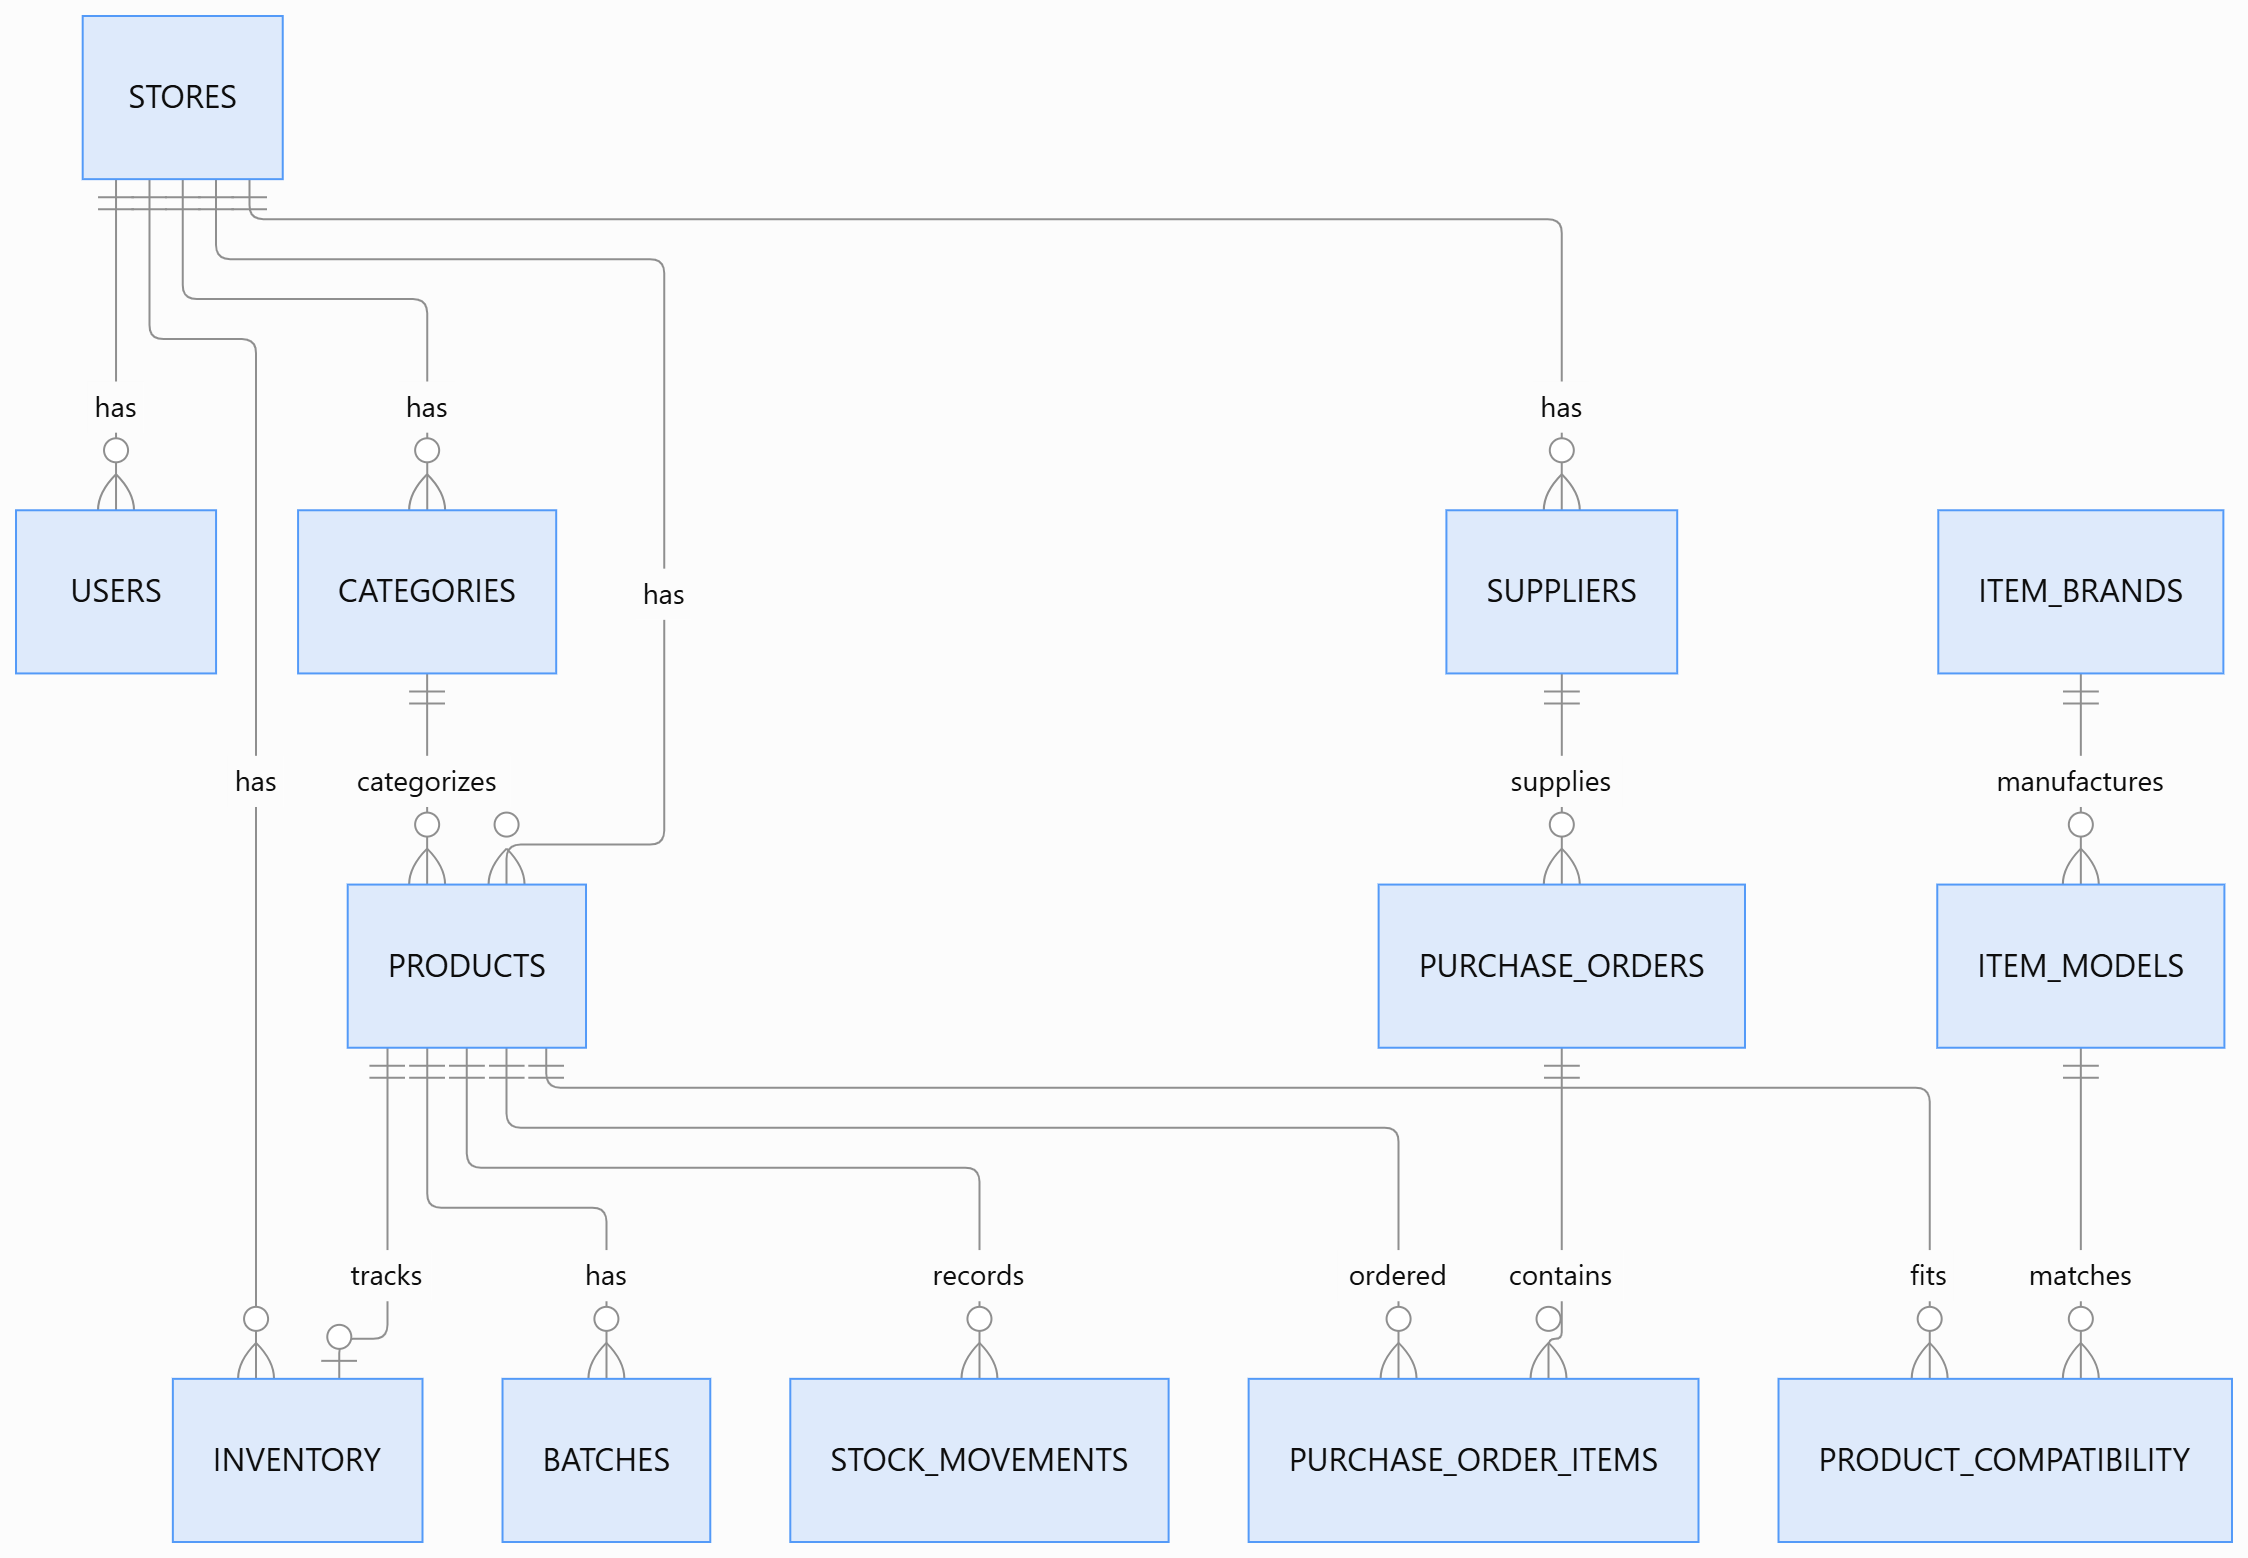 STORES
has
has
has
USERS
CATEGORIES
has
SUPPLIERS
ITEM_BRANDS
has
categorizes
supplies
manufactures
PRODUCTS
PURCHASE_ORDERS
ITEM_MODELS
tracks
has
records
ordered
contains
fits
matches
INVENTORY
BATCHES
STOCK_MOVEMENTS
PURCHASE_ORDER_ITEMS
PRODUCT_COMPATIBILITY